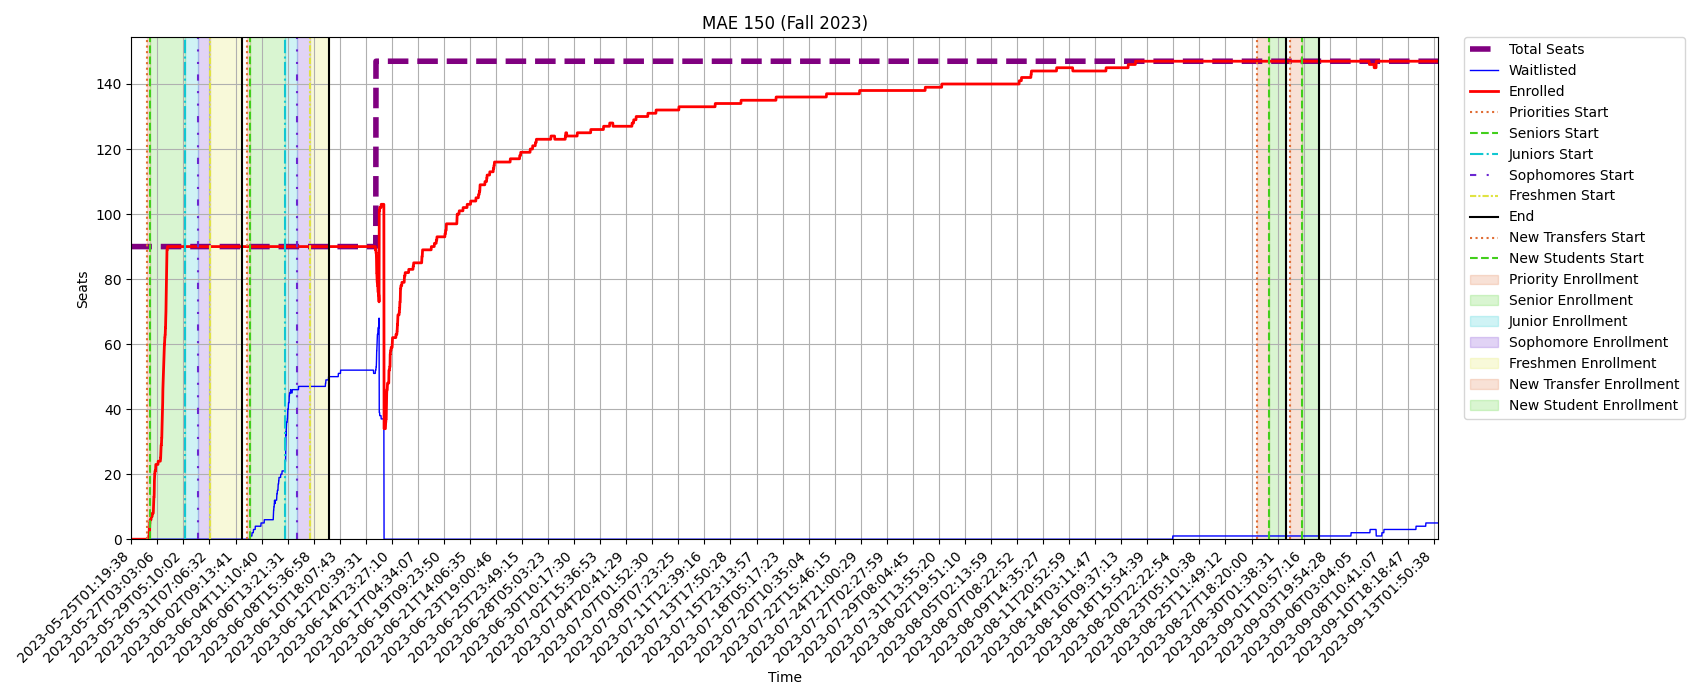 MAE 150 (Fall 2023)
Total Seats
Waitlisted
Enrolled
Priorities Start
Seniors Start
Juniors Start
Sophomores Start
Freshmen Start
End
New Transfers Start
New Students Start
Priority Enrollment
Senior Enrollment
Junior Enrollment
Sophomore Enrollment
Freshmen Enrollment
New Transfer Enrollment
New Student Enrollment
Seats
140
120
100
80
60
40
20
0
2023-05-25T01:19:38
2023-05-27T03:03:06
2023-05-29T05:10:02
2023-05-31T07:06:32
2023-06-02T09:13:41
2023-06-04T11:10:40
2023-06-06T13:21:31
2023-06-08T15:36:58
2023-06-10T18:07:43
2023-06-12T20:39:31
2023-06-14T23:27:10
2023-06-17T04:34:07
2023-06-19T09:23:50
2023-06-21T14:06:35
2023-06-23T19:00:46
2023-06-25T23:49:15
2023-06-28T05:03:23
2023-06-30T10:17:30
2023-07-02T15:36:53
2023-07-04T20:41:29
2023-07-07T01:52:30
2023-07-09T07:23:25
2023-07-11T12:39:16
2023-07-13T17:50:28
2023-07-15T23:13:57
2023-07-18T05:17:23
2023-07-20T10:35:04
2023-07-22T15:46:15
2023-07-24T21:00:29
2023-07-27T02:27:59
2023-07-29T08:04:45
2023-07-31T13:55:20
2023-08-02T19:51:10
2023-08-05T02:13:59
2023-08-07T08:22:52
2023-08-09T14:35:27
2023-08-11T20:52:59
2023-08-14T03:11:47
2023-08-16T09:37:13
2023-08-18T15:54:39
2023-08-20T22:22:54
2023-08-23T05:10:38
2023-08-25T11:49:12
2023-08-27T18:20:00
2023-08-30T01:38:31
2023-09-01T10:57:16
2023-09-03T19:54:28
2023-09-06T03:04:05
2023-09-08T10:41:07
2023-09-10T18:18:47
2023-09-13T01:50:38
Time